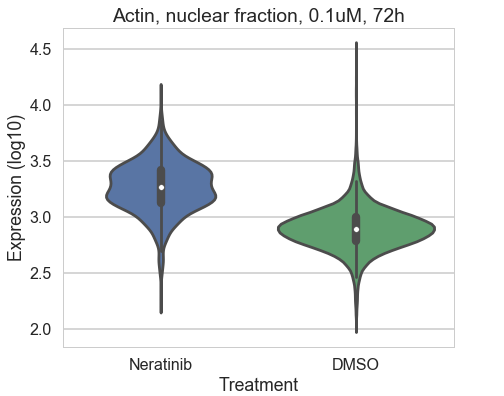 Actin, nuclear fraction, 0.1uM, 72h
Expression (log10)
4.5
4.0
3.5
3.0
2.5
2.0
Neratinib DMSO
Treatment